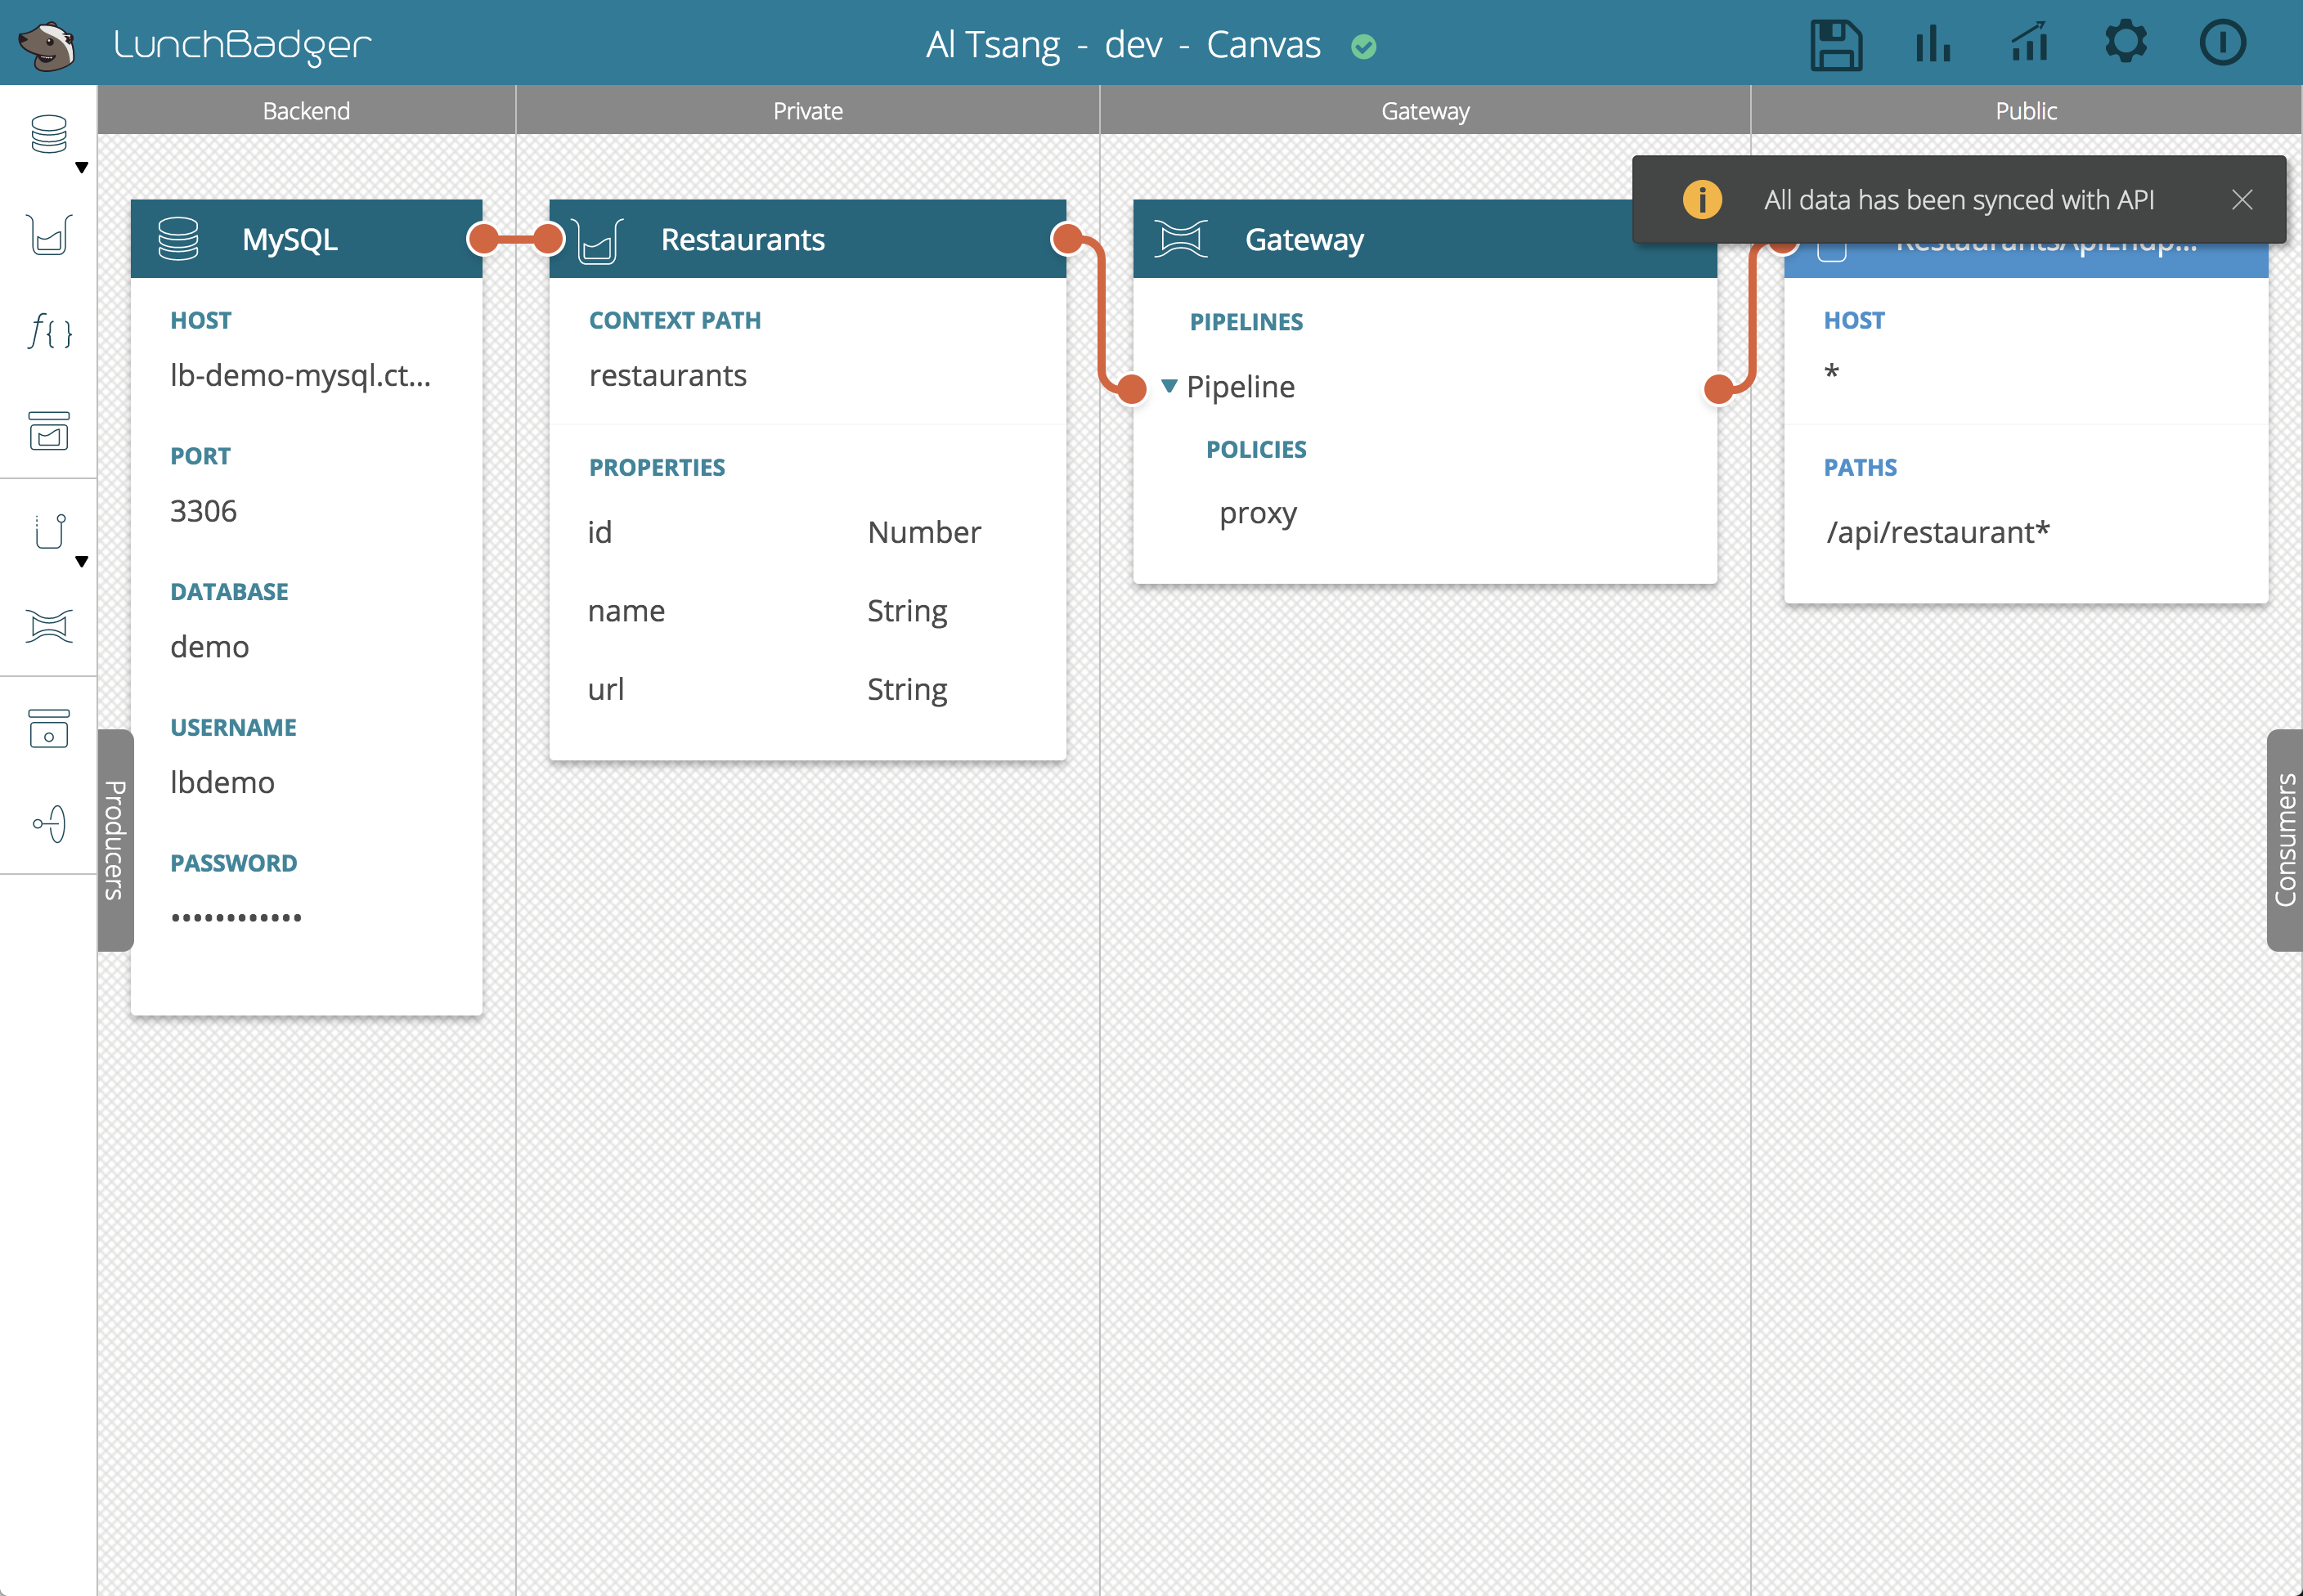 LunchBadger
Al Tsang - dev - Canvas
Backend
Private
Gateway
Public
All data has been synced with API
MySQL
HOST
lb-demo-mysql.ct...
PORT
3306
DATABASE
demo
USERNAME
lbdemo
PASSWORD
••••••••••••
Restaurants
CONTEXT PATH
restaurants
PROPERTIES
id Number
name String
url String
Gateway
PIPELINES
Pipeline
POLICIES
proxy
RestaurantsApiEndp...
HOST
*
PATHS
/api/restaurant*
Producers
Consumers
f{}